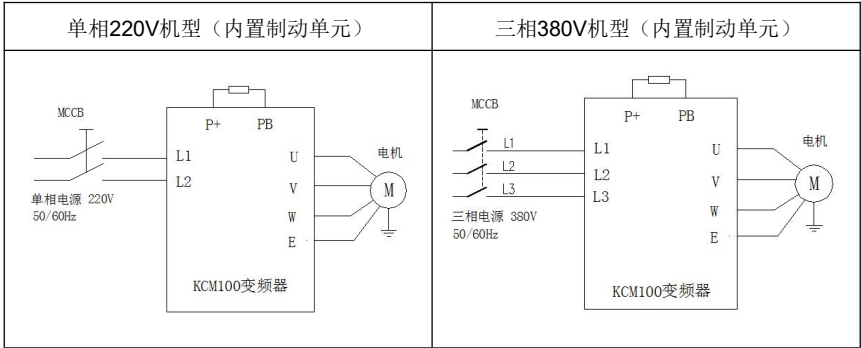 单相220V机型（内置制动单元）
三相380V机型（内置制动单元）
MCCB
P+ PB
L1
L2
U
V
W
E
电机
M
单相电源 220V
50/60Hz
KCM100变频器
MCCB
L1
L2
L3
P+ PB
L1
L2
L3
U
V
W
E
电机
M
三相电源 380V
50/60Hz
KCM100变频器